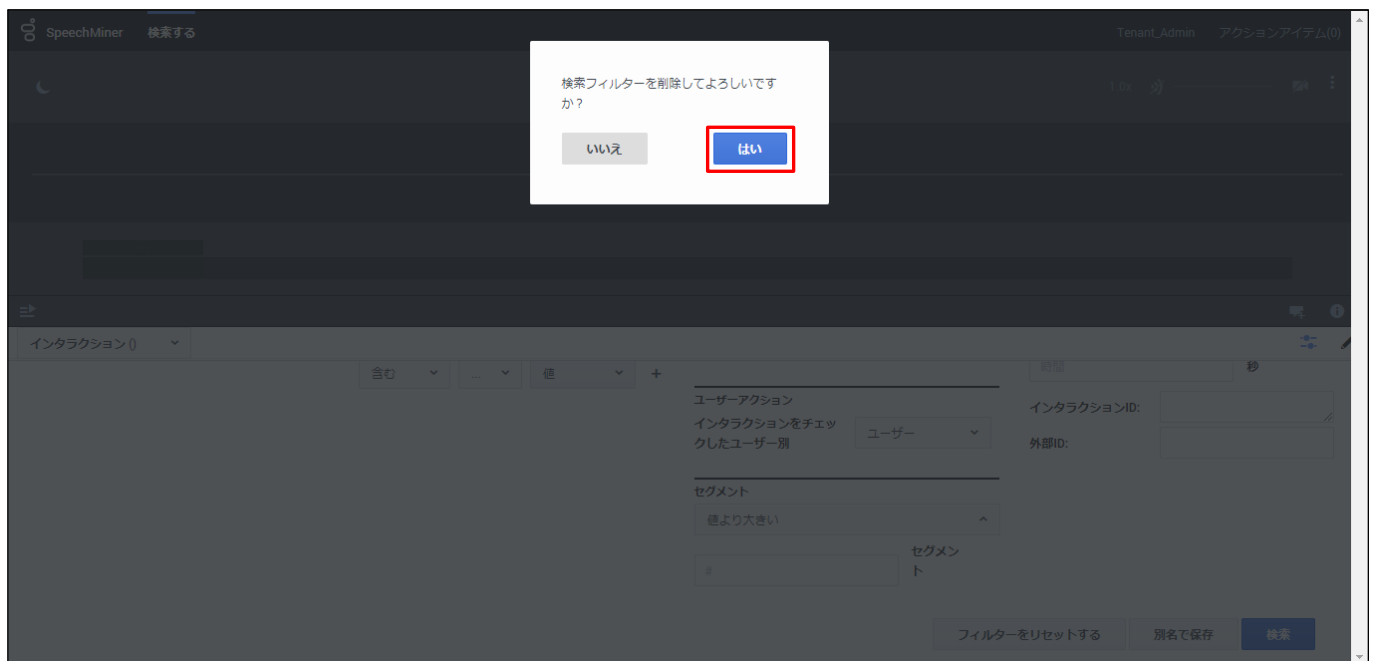 SpeechMiner 検索する Tenant_Admin アクションアイテム(0)
検索フィルターを削除してよろしいです
か？
いいえ はい
1.0x
インタラクション ()
含む ... 値 +
時間 秒
ユーザーアクション
インタラクションをチェッ
クしたユーザー別
ユーザー
インタラクションID:
外部ID:
セグメント
値より大きい
#
セグメン
ト
フィルターをリセットする 別名で保存 検索